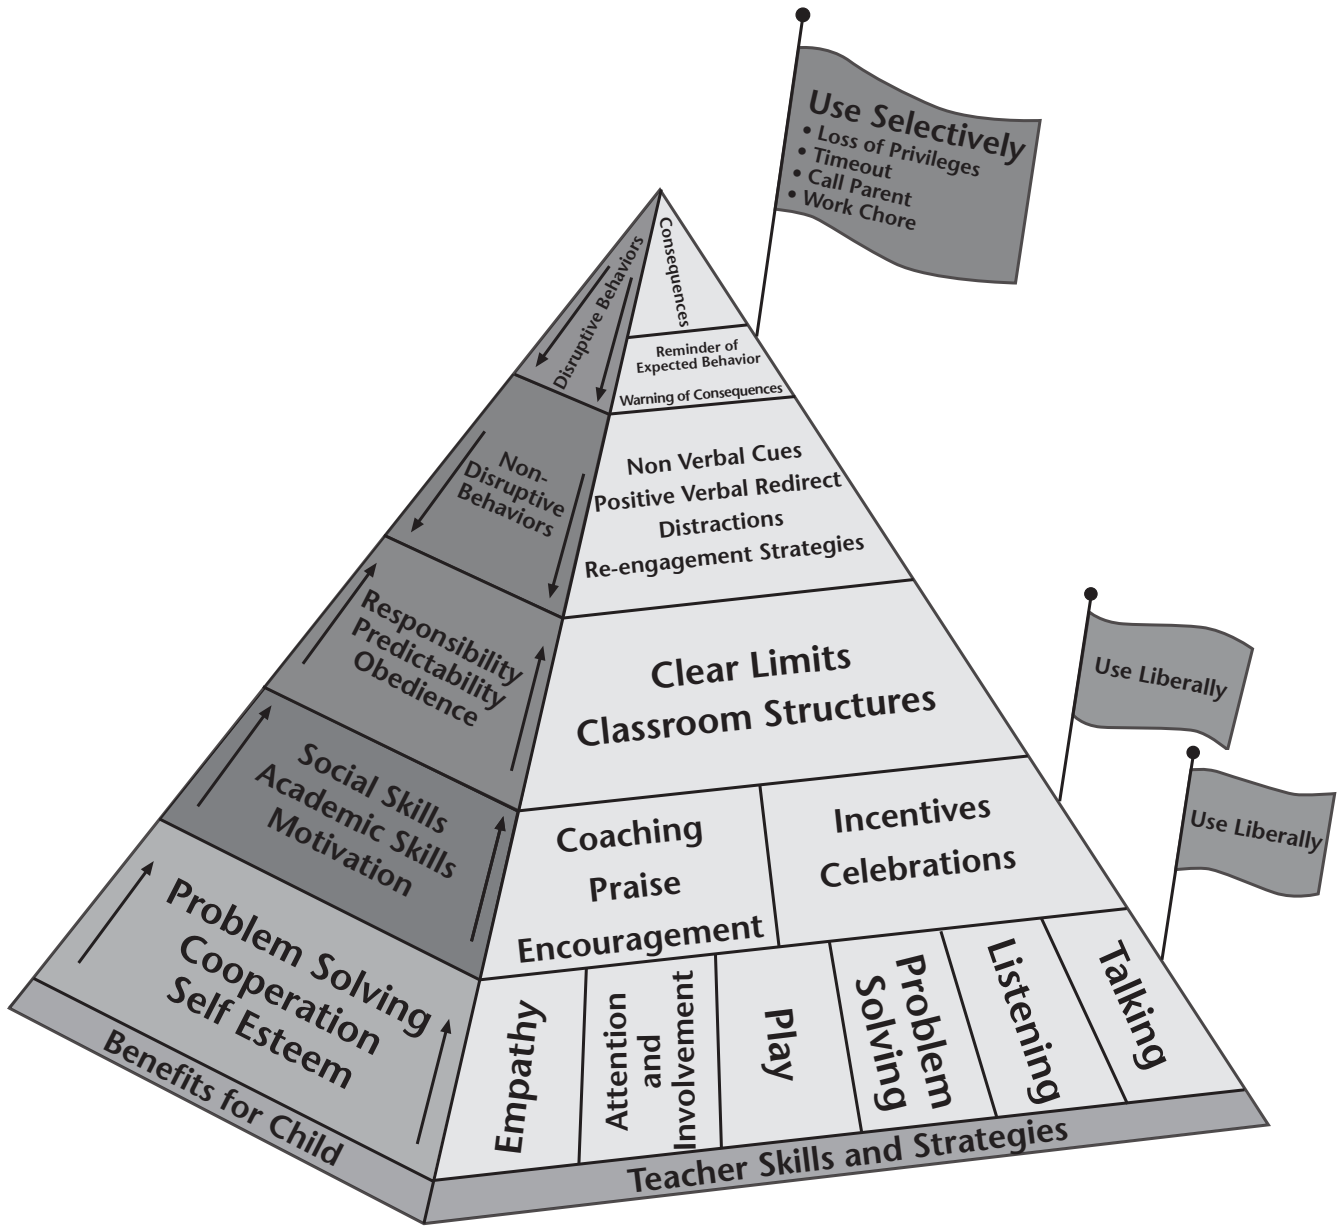 Use Selectively
• Loss of Privileges
• Timeout
• Call Parent
• Work Chore
Disruptive Behaviors
Consequences
Reminder of
Expected Behavior
Warning of Consequences
Non-
Disruptive
Behaviors
Non Verbal Cues
Positive Verbal Redirect
Distractions
Re-engagement Strategies
Responsibility
Predictability
Obedience
Clear Limits
Classroom Structures
Use Liberally
Social Skills
Academic Skills
Motivation
Coaching
Praise
Encouragement
Incentives
Celebrations
Use Liberally
Problem Solving
Cooperation
Self Esteem
Empathy
Attention
and
Involvement
Play
Problem
Solving
Listening
Talking
Benefits for Child
Teacher Skills and Strategies